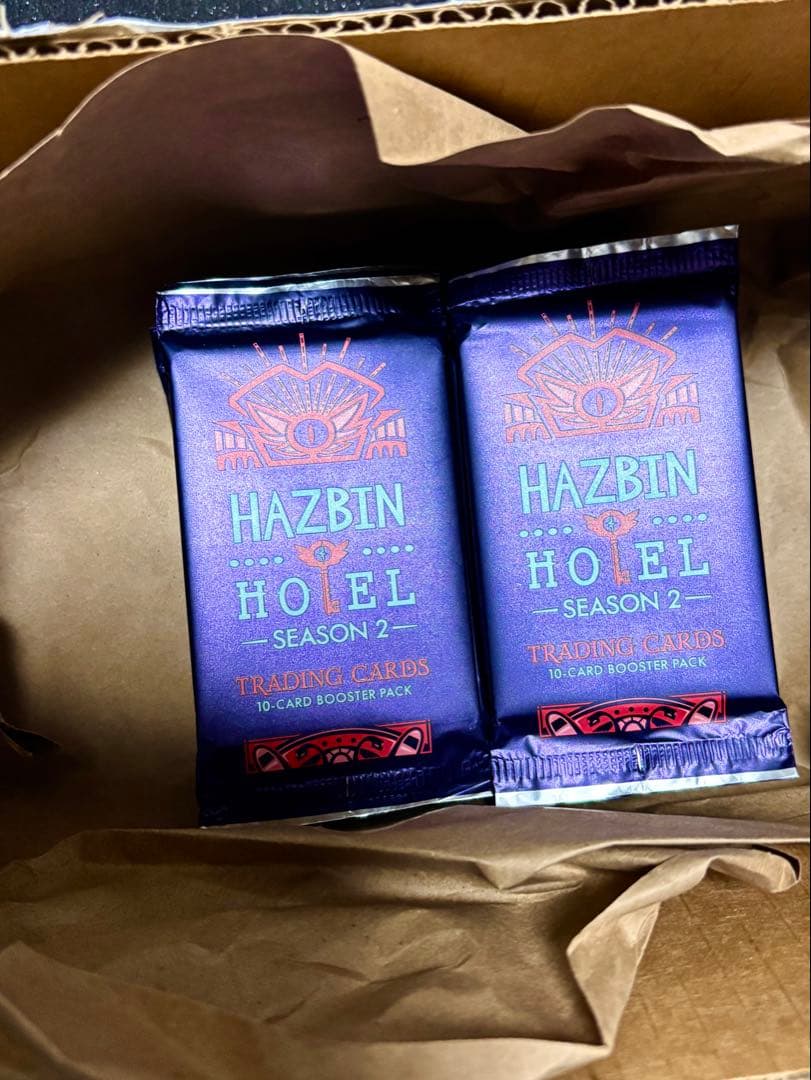 HAZBIN
HOTEL
SEASON 2
TRADING CARDS
10-CARD BOOSTER PACK
HAZBIN
HOTEL
SEASON 2
TRADING CARDS
10-CARD BOOSTER PACK